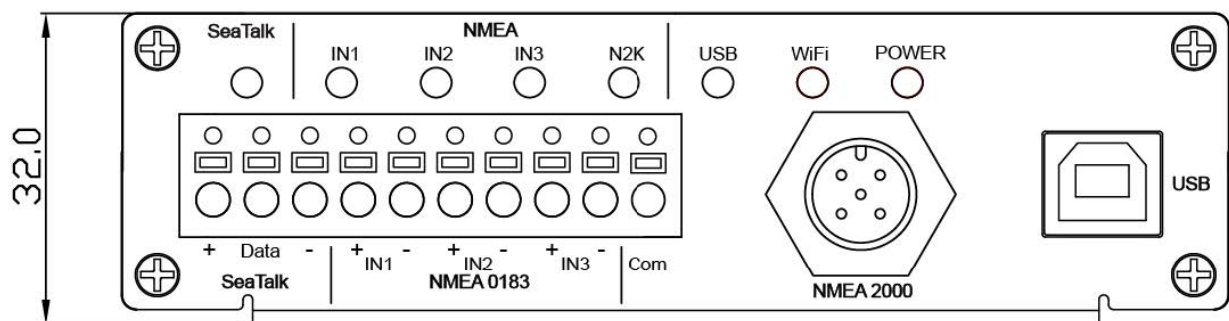 SeaTalk NMEA
IN1 IN2 IN3 N2K USB WiFi POWER
32.0
USB
+ Data - + IN1 - + IN2 - + IN3 - Com
SeaTalk NMEA 0183 NMEA 2000